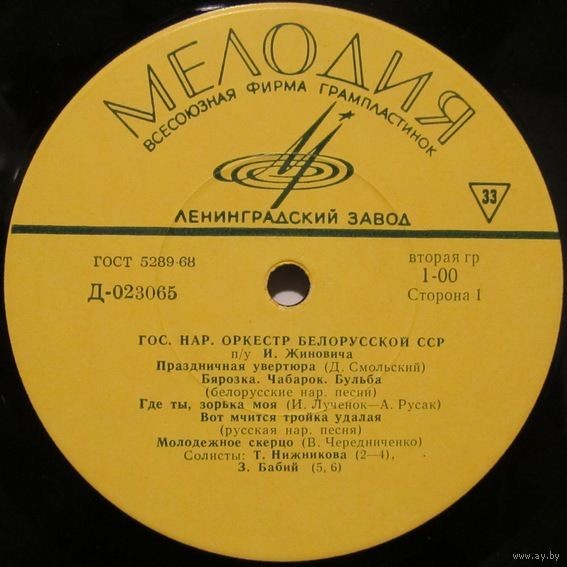 МЕЛОДИЯ
ВСЕСОЮЗНАЯ ФИРМА ГРАМПЛАСТИНОК
33
ЛЕНИНГРАДСКИЙ ЗАВОД
ГОСТ 5289-68
вторая гр
Д-023065
1-00
Сторона 1
ГОС. НАР. ОРКЕСТР БЕЛОРУССКОЙ ССР
п/у И. Жиновича
Праздничная увертюра (Д. Смольский)
Бярозка. Чабарок. Бульба
(белорусские нар. песни)
Где ты, зорька моя (И. Лученок—А. Русак)
Вот мчится тройка удалая
(русская нар. песня)
Молодежное скерцо (В. Чередниченко)
Солисты: Т. Нижникова (2—4),
З. Бабий (5, 6)
www.ay.by